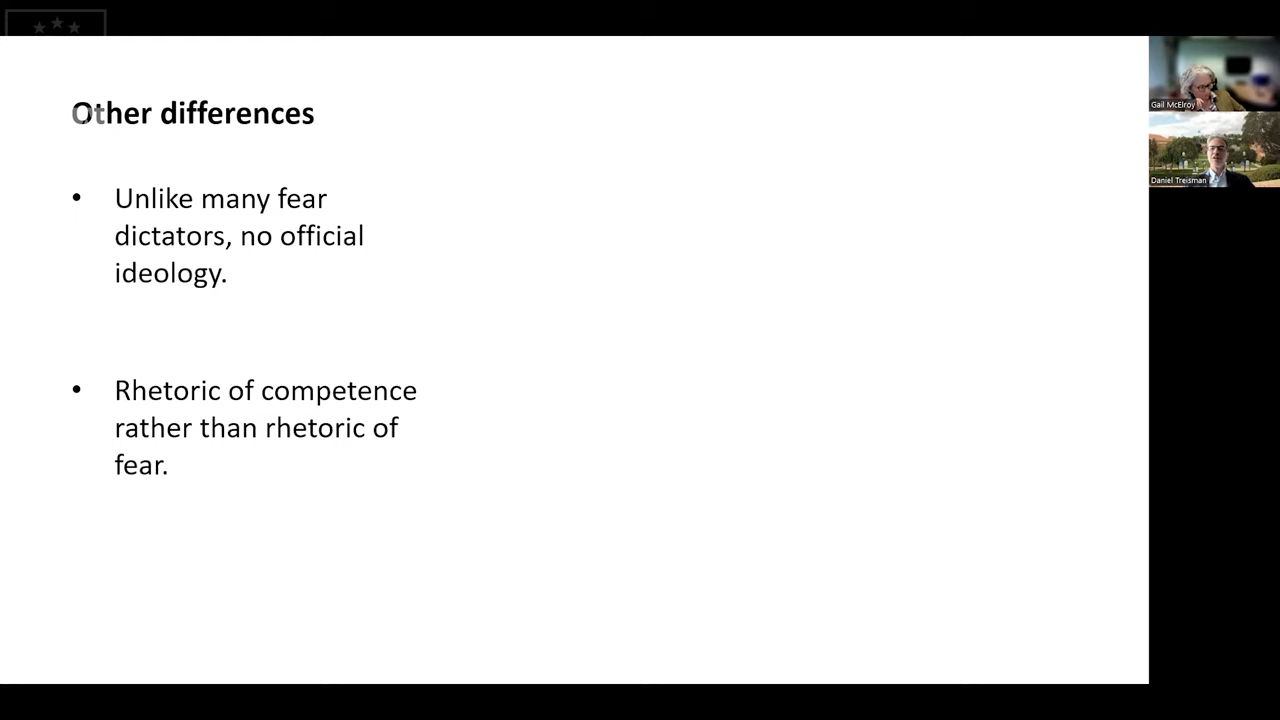 Other differences
• Unlike many fear
dictators, no official
ideology.
• Rhetoric of competence
rather than rhetoric of
fear.
Gail McElroy
Daniel Treisman